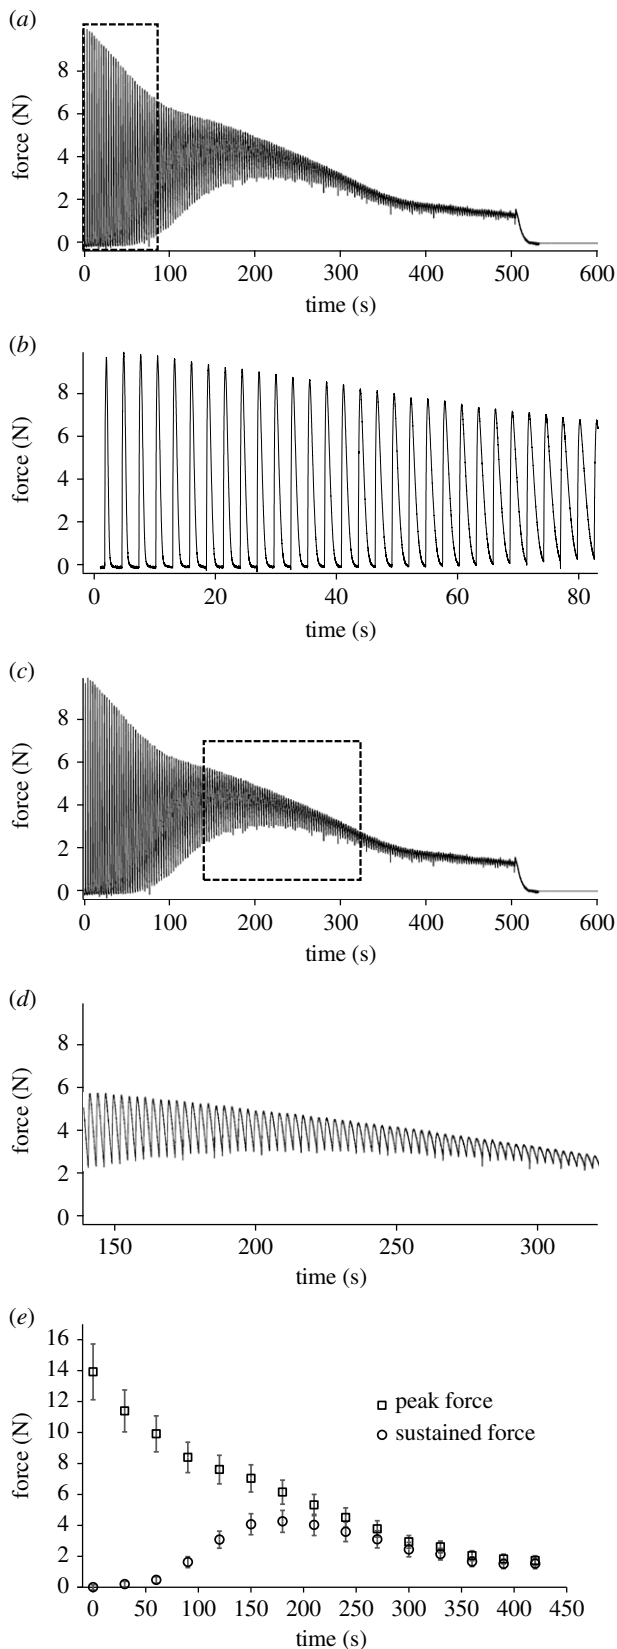 (a)
8
6
4
2
0
force (N)
0 100 200 300 400 500 600
time (s)
(b)
8
6
4
2
0
force (N)
0 20 40 60 80
time (s)
(c)
8
6
4
2
0
force (N)
0 100 200 300 400 500 600
time (s)
(d)
8
6
4
2
0
force (N)
150 200 250 300
time (s)
(e)
16
14
12
10
8
6
4
2
0
force (N)
peak force
sustained force
0 50 100 150 200 250 300 350 400 450
time (s)